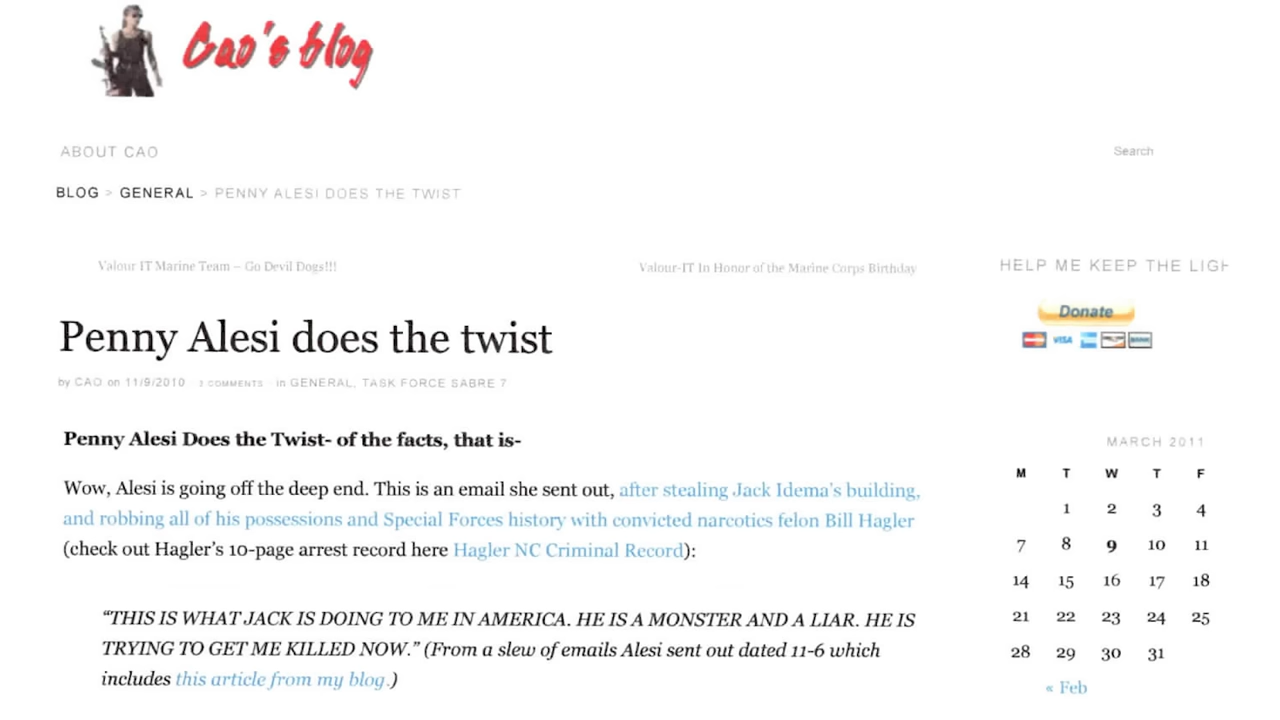 Cao's blog
ABOUT CAO
Search
BLOG > GENERAL > PENNY ALESI DOES THE TWIST
Valour IT Marine Team – Go Devil Dogs!!!
Valour-IT In Honor of the Marine Corps Birthday
HELP ME KEEP THE LIGH
Donate
VISA
Penny Alesi does the twist
by CAO on 11/9/2010 · 2 COMMENTS · in GENERAL, TASK FORCE SABRE 7
Penny Alesi Does the Twist- of the facts, that is-
Wow, Alesi is going off the deep end. This is an email she sent out, after stealing Jack Idema's building,
and robbing all of his possessions and Special Forces history with convicted narcotics felon Bill Hagler
(check out Hagler's 10-page arrest record here Hagler NC Criminal Record):
“THIS IS WHAT JACK IS DOING TO ME IN AMERICA. HE IS A MONSTER AND A LIAR. HE IS
TRYING TO GET ME KILLED NOW.” (From a slew of emails Alesi sent out dated 11-6 which
includes this article from my blog.)
MARCH 2011
M T W T F
1 2 3 4
7 8 9 10 11
14 15 16 17 18
21 22 23 24 25
28 29 30 31
« Feb